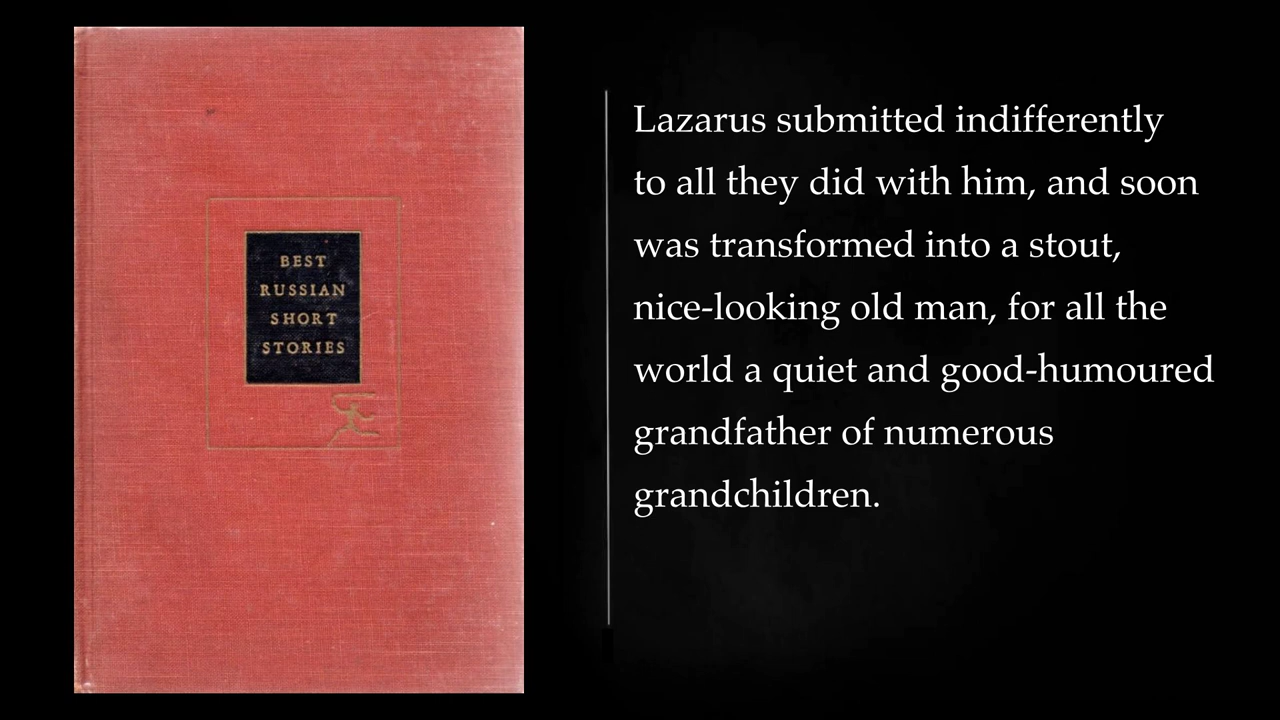 BEST
RUSSIAN
SHORT
STORIES
Lazarus submitted indifferently
to all they did with him, and soon
was transformed into a stout,
nice-looking old man, for all the
world a quiet and good-humoured
grandfather of numerous
grandchildren.